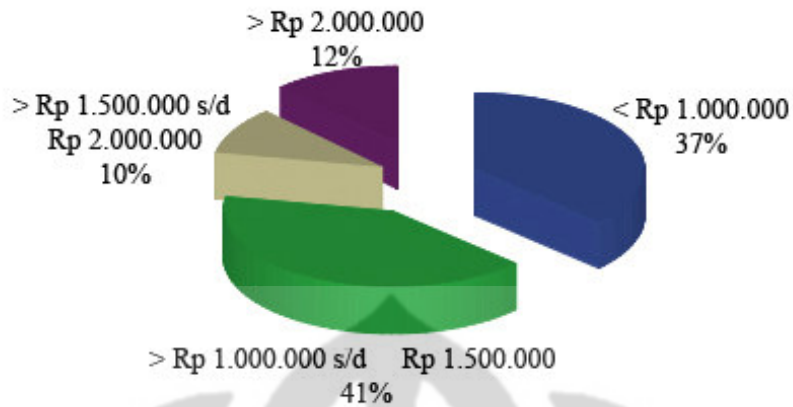 > Rp 2.000.000
12%
> Rp 1.500.000 s/d
Rp 2.000.000
10%
< Rp 1.000.000
37%
> Rp 1.000.000 s/d Rp 1.500.000
41%